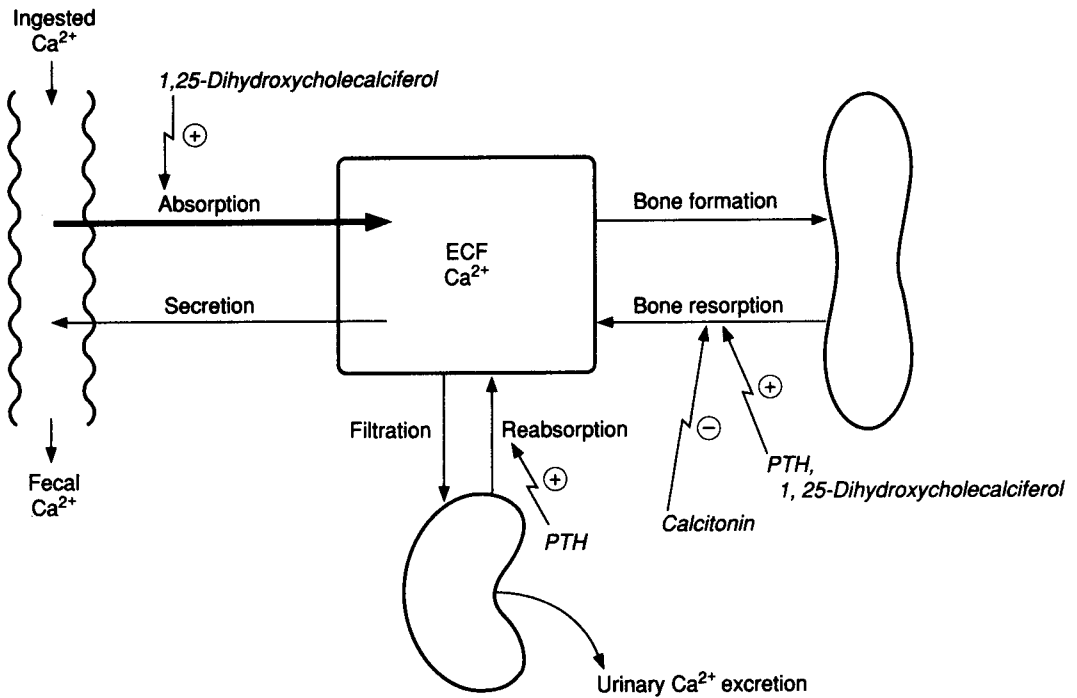 Ingested
Ca²⁺
1,25-Dihydroxycholecalciferol
+
Absorption
Bone formation
ECF
Ca²⁺
Secretion
Bone resorption
Filtration
Reabsorption
+
−
+
Fecal
Ca²⁺
PTH
Calcitonin
PTH,
1, 25-Dihydroxycholecalciferol
Urinary Ca²⁺ excretion